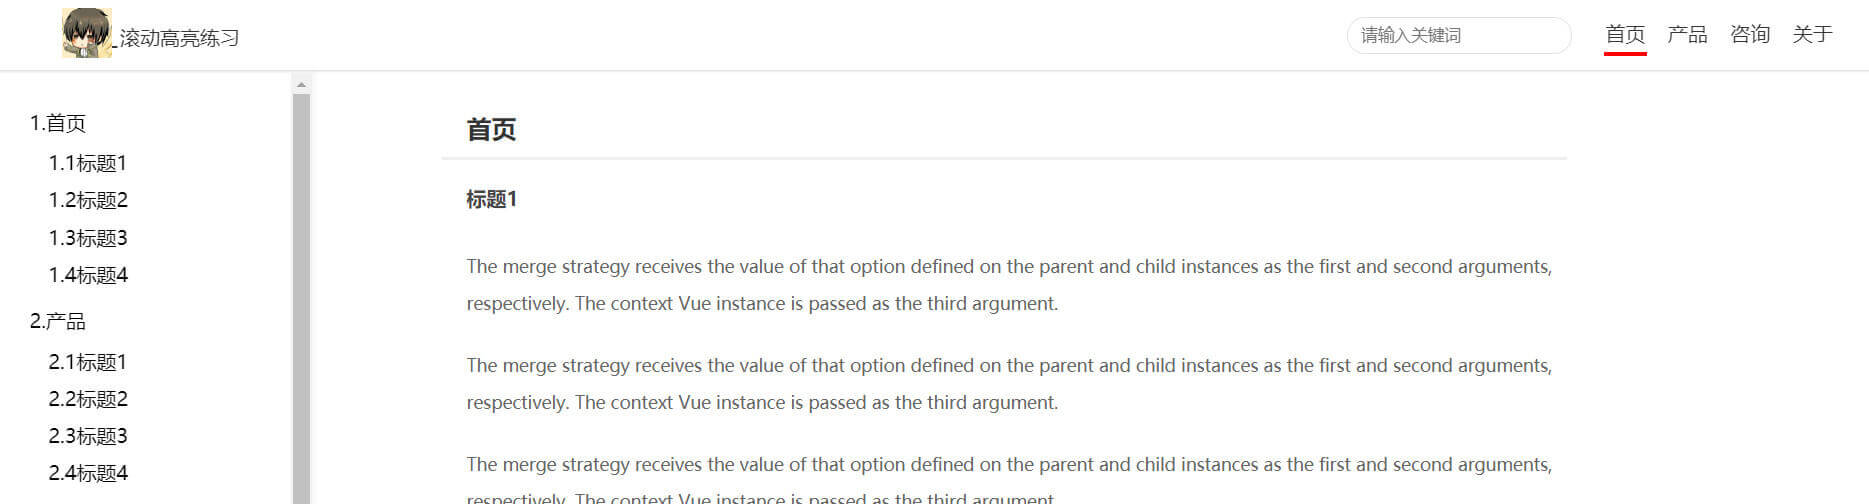 _滚动高亮练习
请输入关键词
首页 产品 咨询 关于
1.首页
1.1标题1
1.2标题2
1.3标题3
1.4标题4
2.产品
2.1标题1
2.2标题2
2.3标题3
2.4标题4
首页
标题1
The merge strategy receives the value of that option defined on the parent and child instances as the first and second arguments,
respectively. The context Vue instance is passed as the third argument.
The merge strategy receives the value of that option defined on the parent and child instances as the first and second arguments,
respectively. The context Vue instance is passed as the third argument.
The merge strategy receives the value of that option defined on the parent and child instances as the first and second arguments,
respectively. The context Vue instance is passed as the third argument.